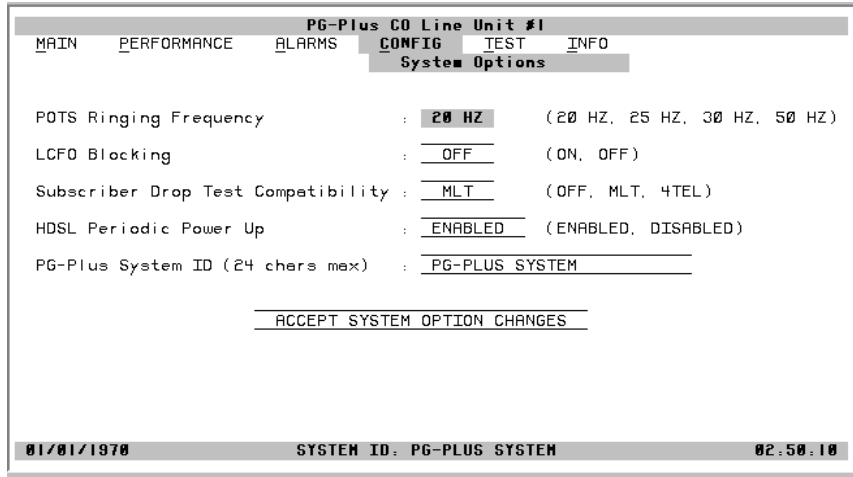 PG-Plus CO Line Unit #1
MAIN PERFORMANCE ALARMS CONFIG TEST INFO
System Options
POTS Ringing Frequency : 20 HZ (20 HZ, 25 HZ, 30 HZ, 50 HZ)
LCFO Blocking : OFF (ON, OFF)
Subscriber Drop Test Compatibility : MLT (OFF, MLT, 4TEL)
HDSL Periodic Power Up : ENABLED (ENABLED, DISABLED)
PG-Plus System ID (24 chars max) : PG-PLUS SYSTEM
ACCEPT SYSTEM OPTION CHANGES
01/01/1970 SYSTEM ID: PG-PLUS SYSTEM 02:50:10